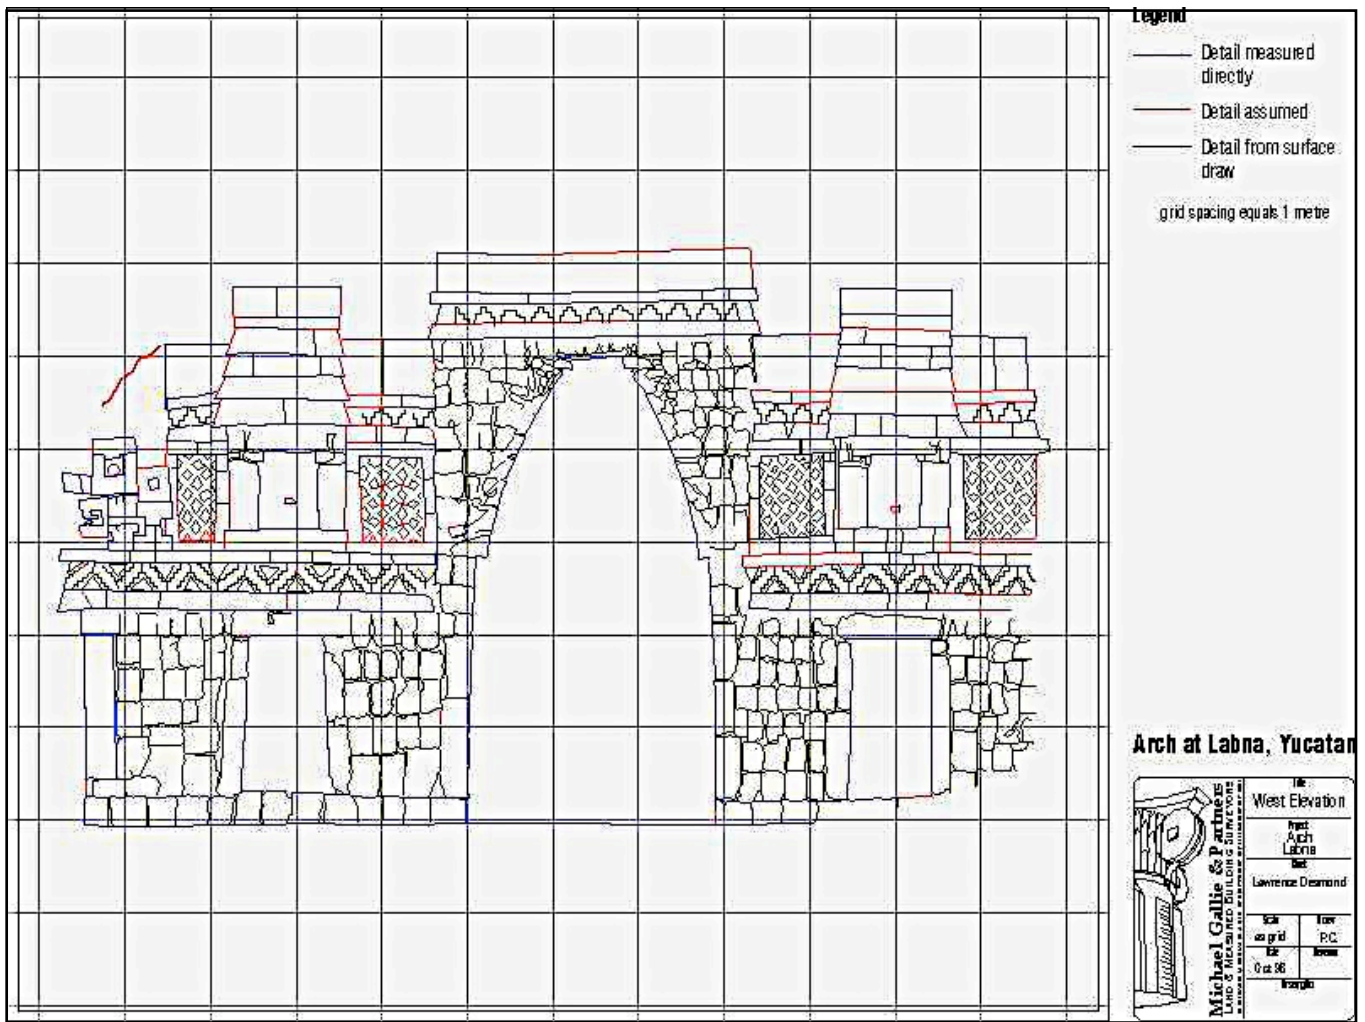 Legend
Detail measured
directly
Detail assumed
Detail from surface
draw
grid spacing equals 1 metre
Arch at Labna, Yucatan
Michael Gallie & Partners
LAND & MEASURED BUILDING SURVEYORS
Title
West Elevation
Project
Arch
Labna
Client
Lawrence Desmond
Scale
as grid
P.C.
Date
Oct 96